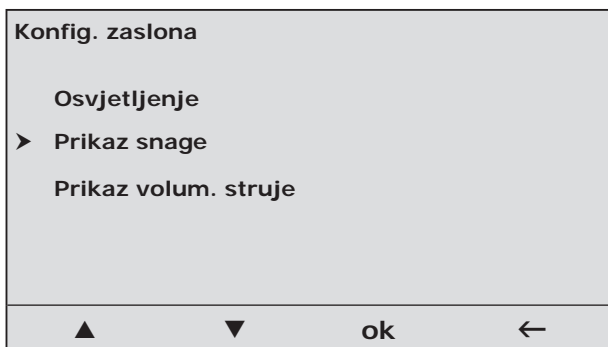 Konfig. zaslona
Osvjetljenje
➤ Prikaz snage
Prikaz volum. struje
▲ ▼ ok ←